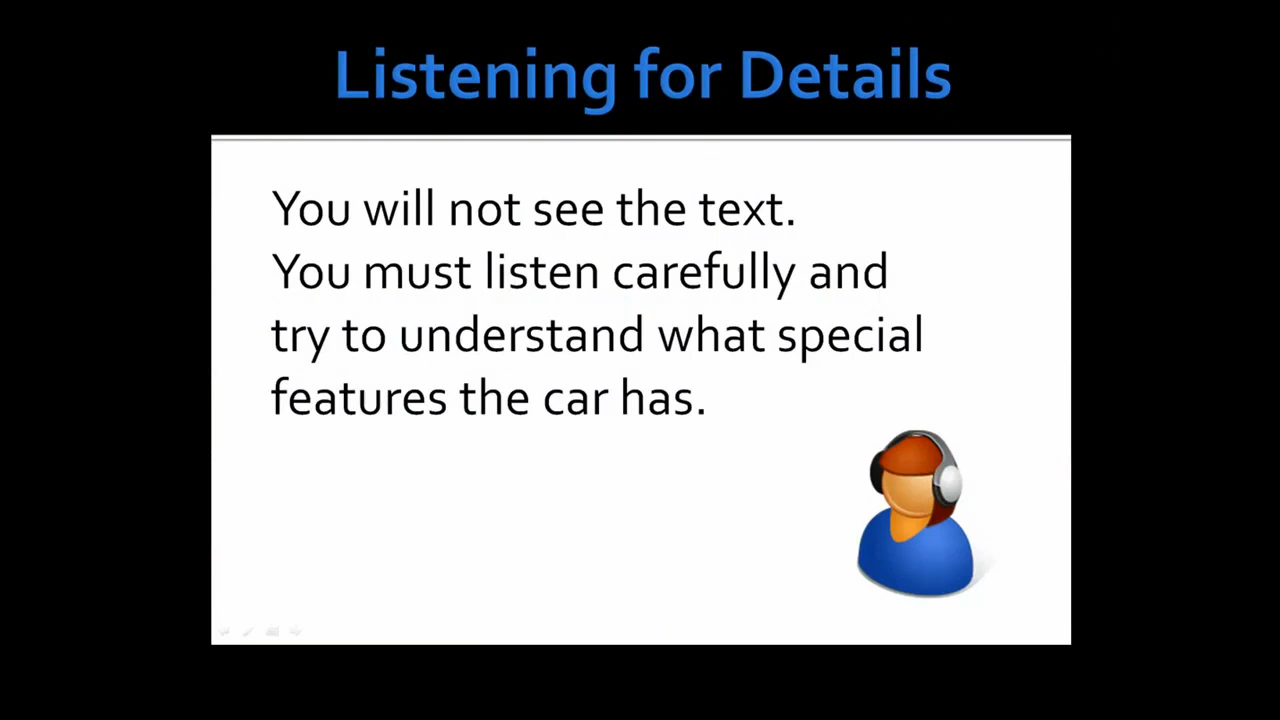 Listening for Details
You will not see the text.
You must listen carefully and
try to understand what special
features the car has.